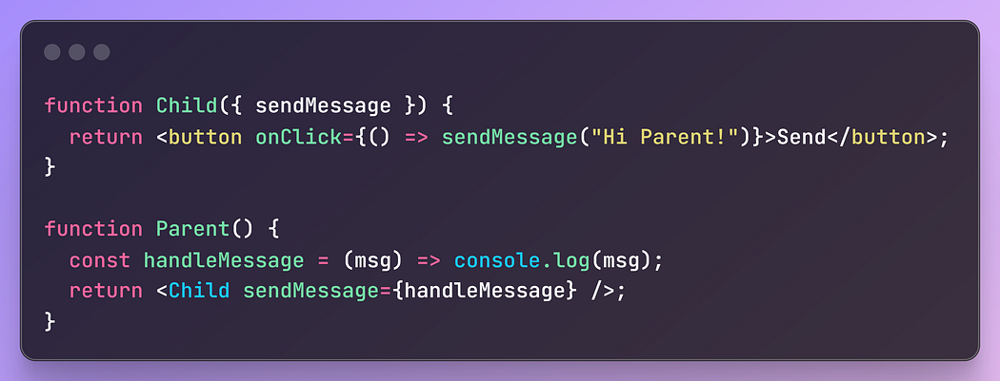 function Child({ sendMessage }) {
  return <button onClick={() => sendMessage("Hi Parent!")}>Send</button>;
}

function Parent() {
  const handleMessage = (msg) => console.log(msg);
  return <Child sendMessage={handleMessage} />;
}